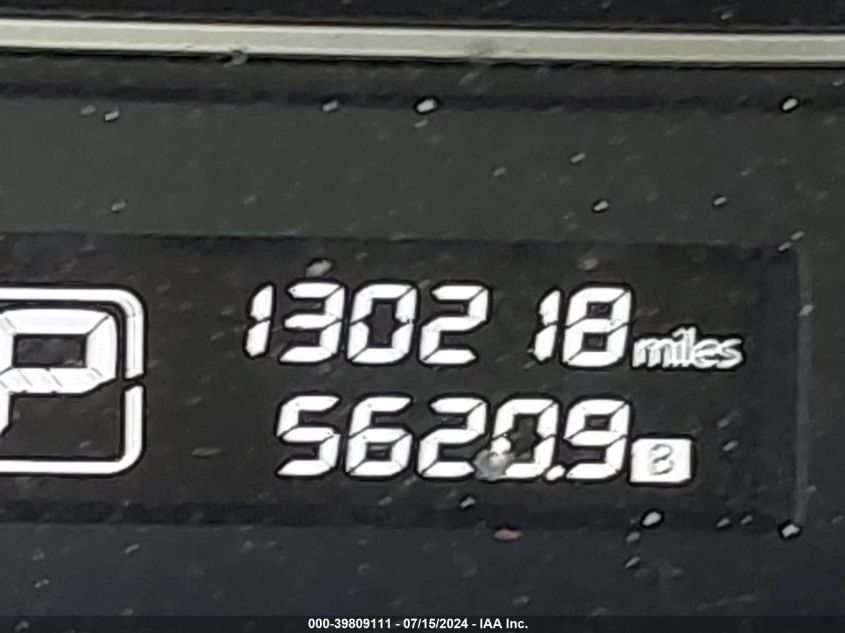 P
130218 miles
5620.9 B
000-39809111 - 07/15/2024 - IAA Inc.